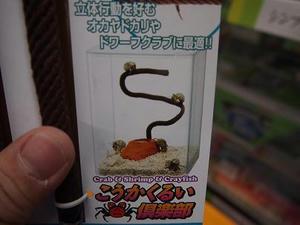 立体行動を好む
オカヤドカリや
ドワーフクラブに最適!!
Crab & Shrimp & Crayfish
こうかくるい
倶楽部